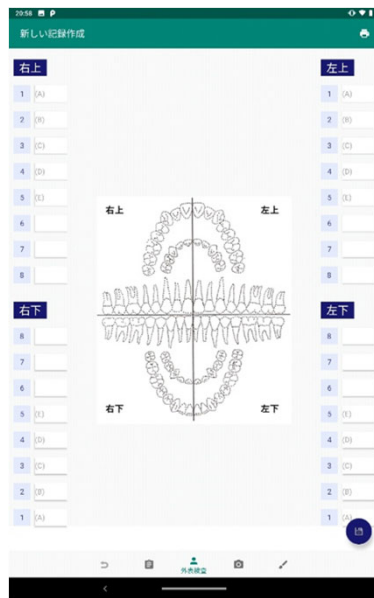 20:58
新しい記録作成
右上 左上
1 (A) 1 (A)
2 (B) 2 (B)
3 (C) 3 (C)
4 (D) 4 (D)
5 (E) 5 (E)
右上 左上
6 6
7 7
8 8
右下 左下
8 8
7 7
6 6
右下 左下
5 (E) 5 (E)
4 (D) 4 (D)
3 (C) 3 (C)
2 (B) 2 (B)
1 (A) 1 (A)
外表検査